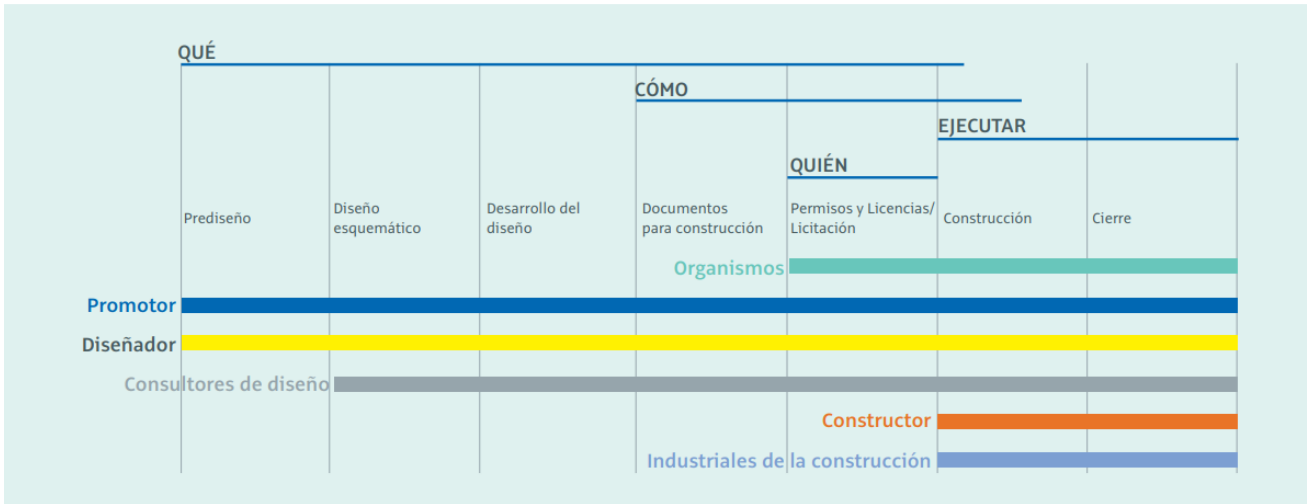 QUÉ
CÓMO
EJECUTAR
QUIÉN
Prediseño
Diseño
esquemático
Desarrollo del
diseño
Documentos
para construcción
Permisos y Licencias/
Licitación
Construcción
Cierre
Organismos
Promotor
Diseñador
Consultores de diseño
Constructor
Industriales de la construcción